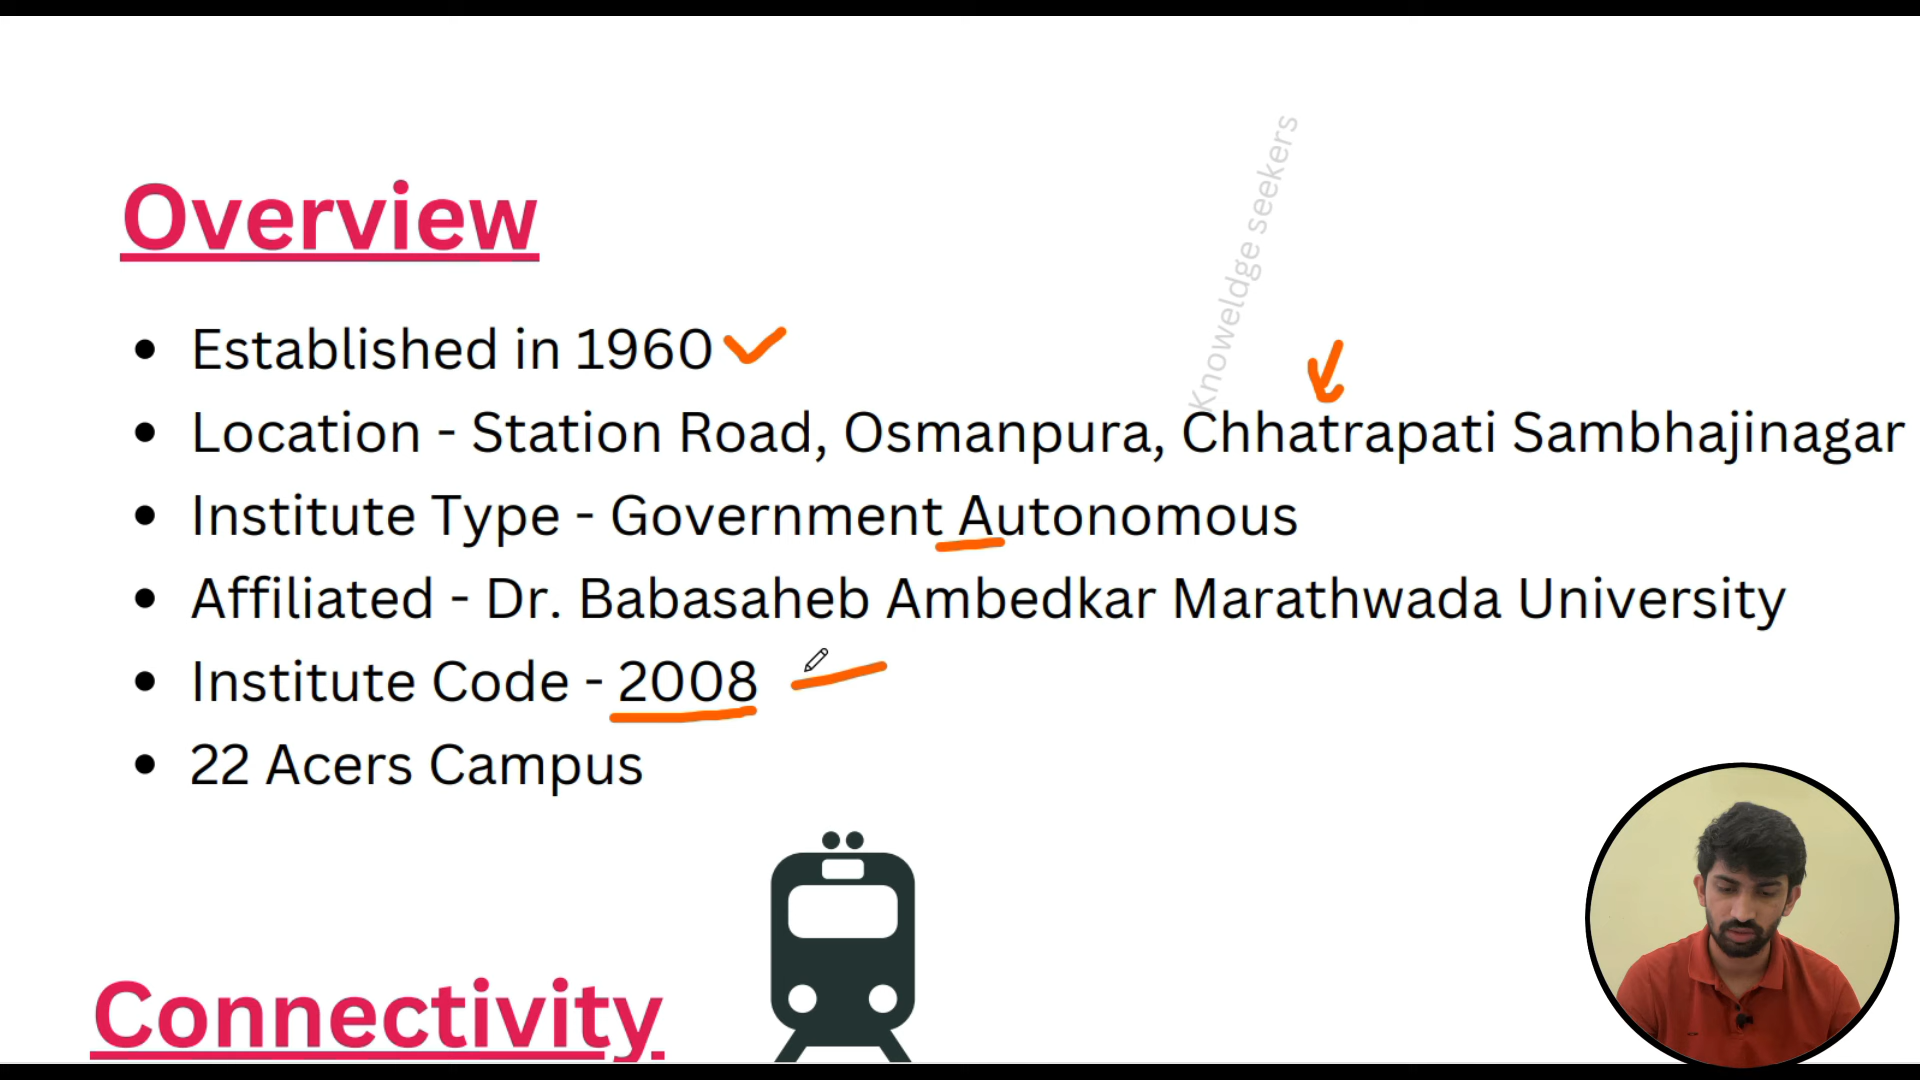 Knoweldge seekers
Overview
Established in 1960
Location - Station Road, Osmanpura, Chhatrapati Sambhajinagar
Institute Type - Government Autonomous
Affiliated - Dr. Babasaheb Ambedkar Marathwada University
Institute Code - 2008
22 Acers Campus
Connectivity